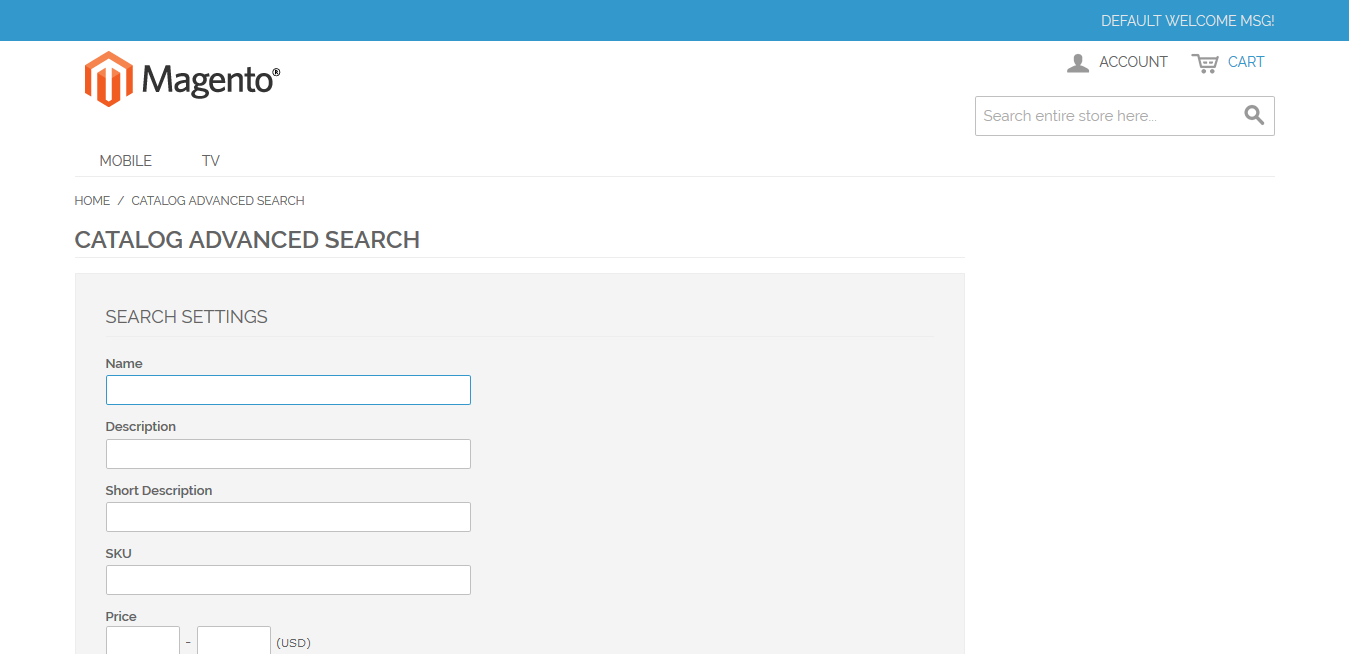 DEFAULT WELCOME MSG!
Magento®
ACCOUNT CART
Search entire store here...
MOBILE TV
HOME / CATALOG ADVANCED SEARCH
CATALOG ADVANCED SEARCH
SEARCH SETTINGS
Name
Description
Short Description
SKU
Price
- (USD)